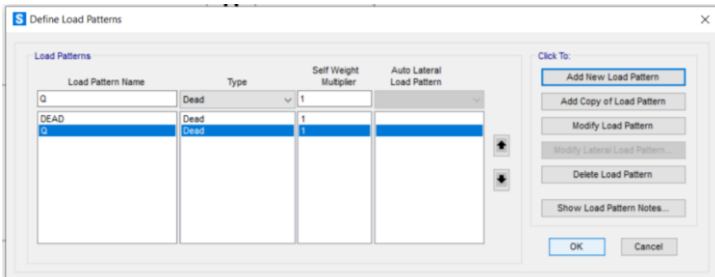 S Define Load Patterns
Load Patterns
Click To:
Load Pattern Name Type Self Weight Multiplier Auto Lateral Load Pattern
Q Dead 1
DEAD Dead 1
Q Dead 1
Add New Load Pattern
Add Copy of Load Pattern
Modify Load Pattern
Modify Lateral Load Pattern...
Delete Load Pattern
Show Load Pattern Notes...
OK Cancel